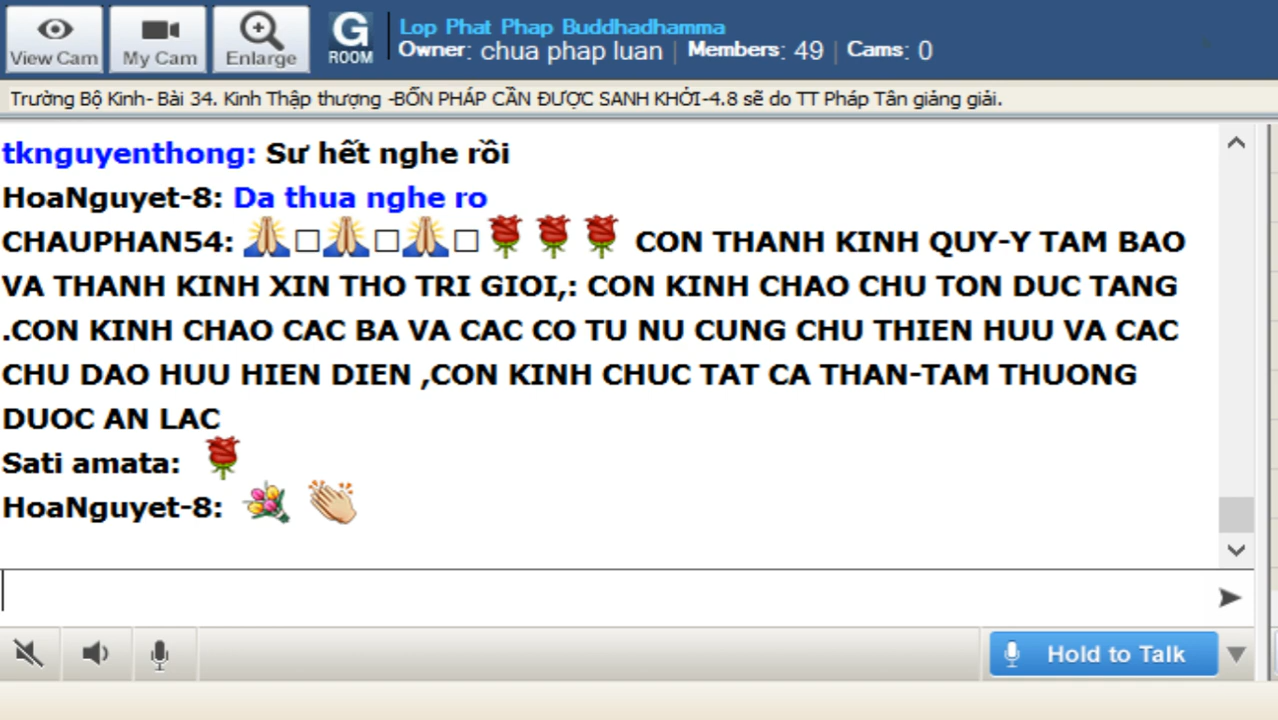 View Cam
My Cam
Enlarge
G
ROOM
Lop Phat Phap Buddhadhamma
Owner: chua phap luan | Members: 49 | Cams: 0
Trường Bộ Kinh- Bài 34. Kinh Thập thượng -BỐN PHÁP CẦN ĐƯỢC SANH KHỞI-4.8 sẽ do TT Pháp Tân giảng giải.
tknguyenthong: Sư hết nghe rồi
HoaNguyet-8: Da thua nghe ro
CHAUPHAN54: CON THANH KINH QUY-Y TAM BAO
VA THANH KINH XIN THO TRI GIOI,: CON KINH CHAO CHU TON DUC TANG
.CON KINH CHAO CAC BA VA CAC CO TU NU CUNG CHU THIEN HUU VA CAC
CHU DAO HUU HIEN DIEN ,CON KINH CHUC TAT CA THAN-TAM THUONG
DUOC AN LAC
Sati amata:
HoaNguyet-8:
Hold to Talk